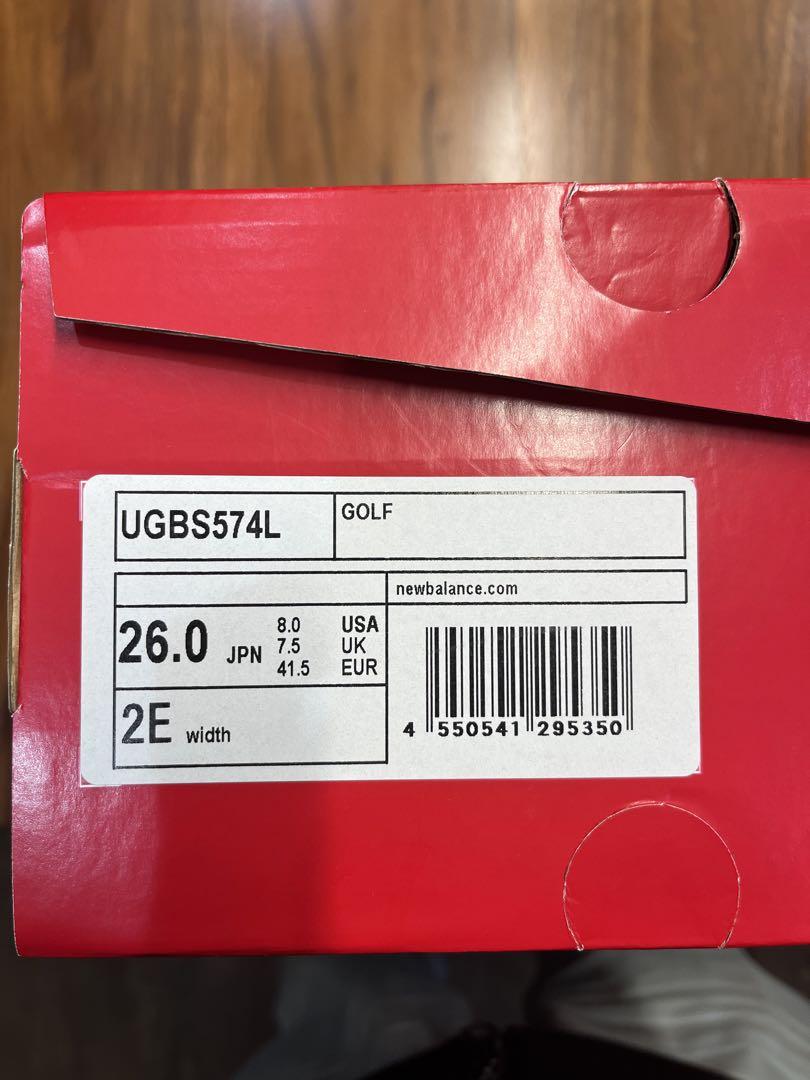 UGBS574L
GOLF
newbalance.com
26.0 JPN
8.0 USA
7.5 UK
41.5 EUR
2E width
4 550541 295350